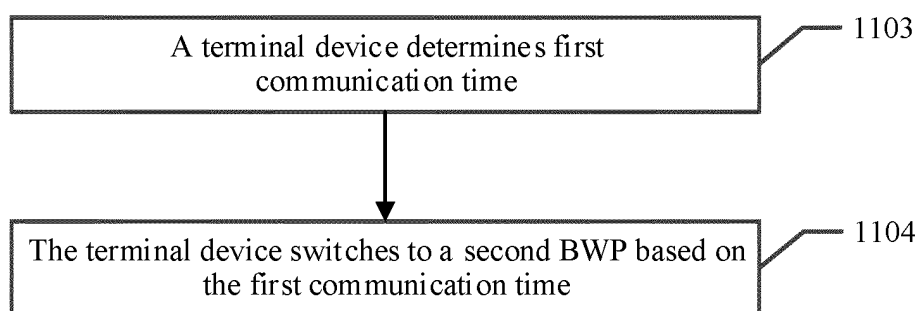 A terminal device determines first
communication time
1103
The terminal device switches to a second BWP based on
the first communication time
1104